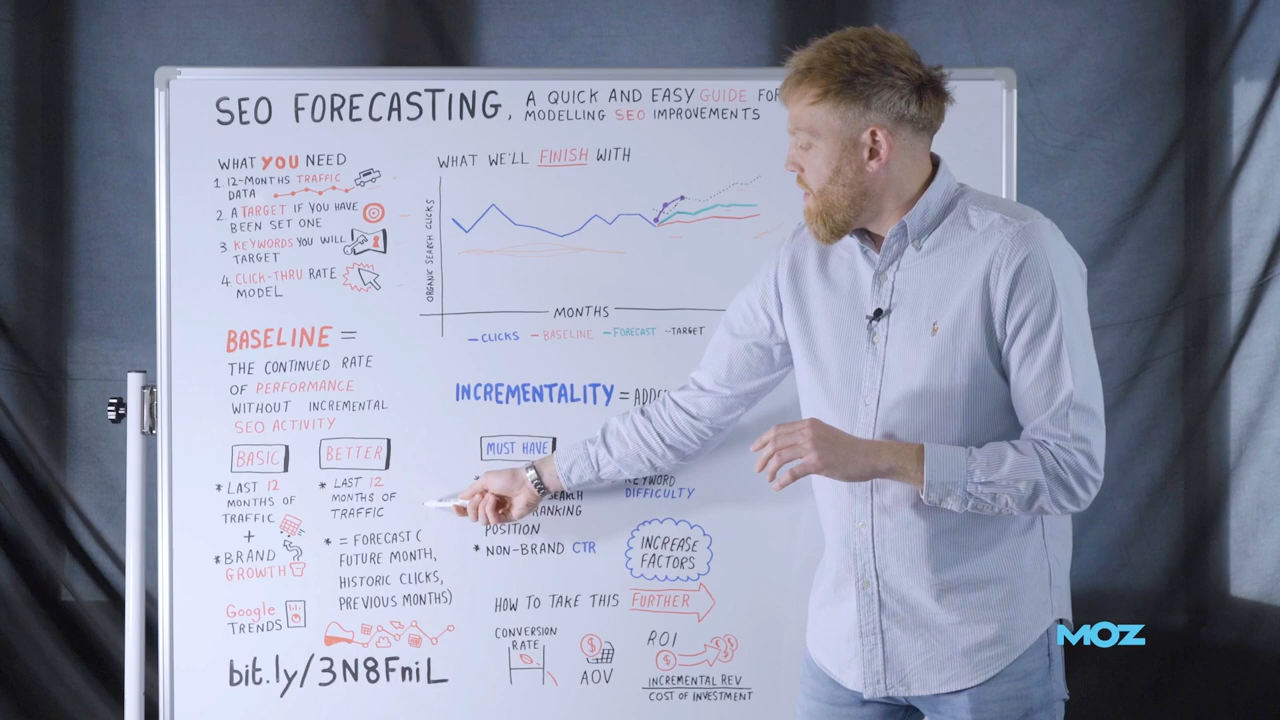 SEO FORECASTING, A QUICK AND EASY GUIDE FOR
MODELLING SEO IMPROVEMENTS
WHAT YOU NEED
1. 12-MONTHS TRAFFIC
DATA
2. A TARGET IF YOU HAVE
BEEN SET ONE
3 KEYWORDS YOU WILL
TARGET
4. CLICK-THRU RATE
MODEL
WHAT WE'LL FINISH WITH
ORGANIC SEARCH CLICKS
MONTHS
CLICKS BASELINE FORECAST TARGET
BASELINE =
THE CONTINUED RATE
OF PERFORMANCE
WITHOUT INCREMENTAL
SEO ACTIVITY
BASIC
* LAST 12
MONTHS OF
TRAFFIC
+
* BRAND
GROWTH
Google
TRENDS
BETTER
* LAST 12
MONTHS OF
TRAFFIC
* = FORECAST (
FUTURE MONTH,
HISTORIC CLICKS,
PREVIOUS MONTHS)
bit.ly/3N8FniL
INCREMENTALITY =
MUST HAVE
RANKING
POSITION
* NON-BRAND CTR
KEYWORD
DIFFICULTY
INCREASE
FACTORS
HOW TO TAKE THIS FURTHER
CONVERSION
RATE
$
AOV
ROI
$ $ $ $
INCREMENTAL REV
COST OF INVESTMENT
MOZ